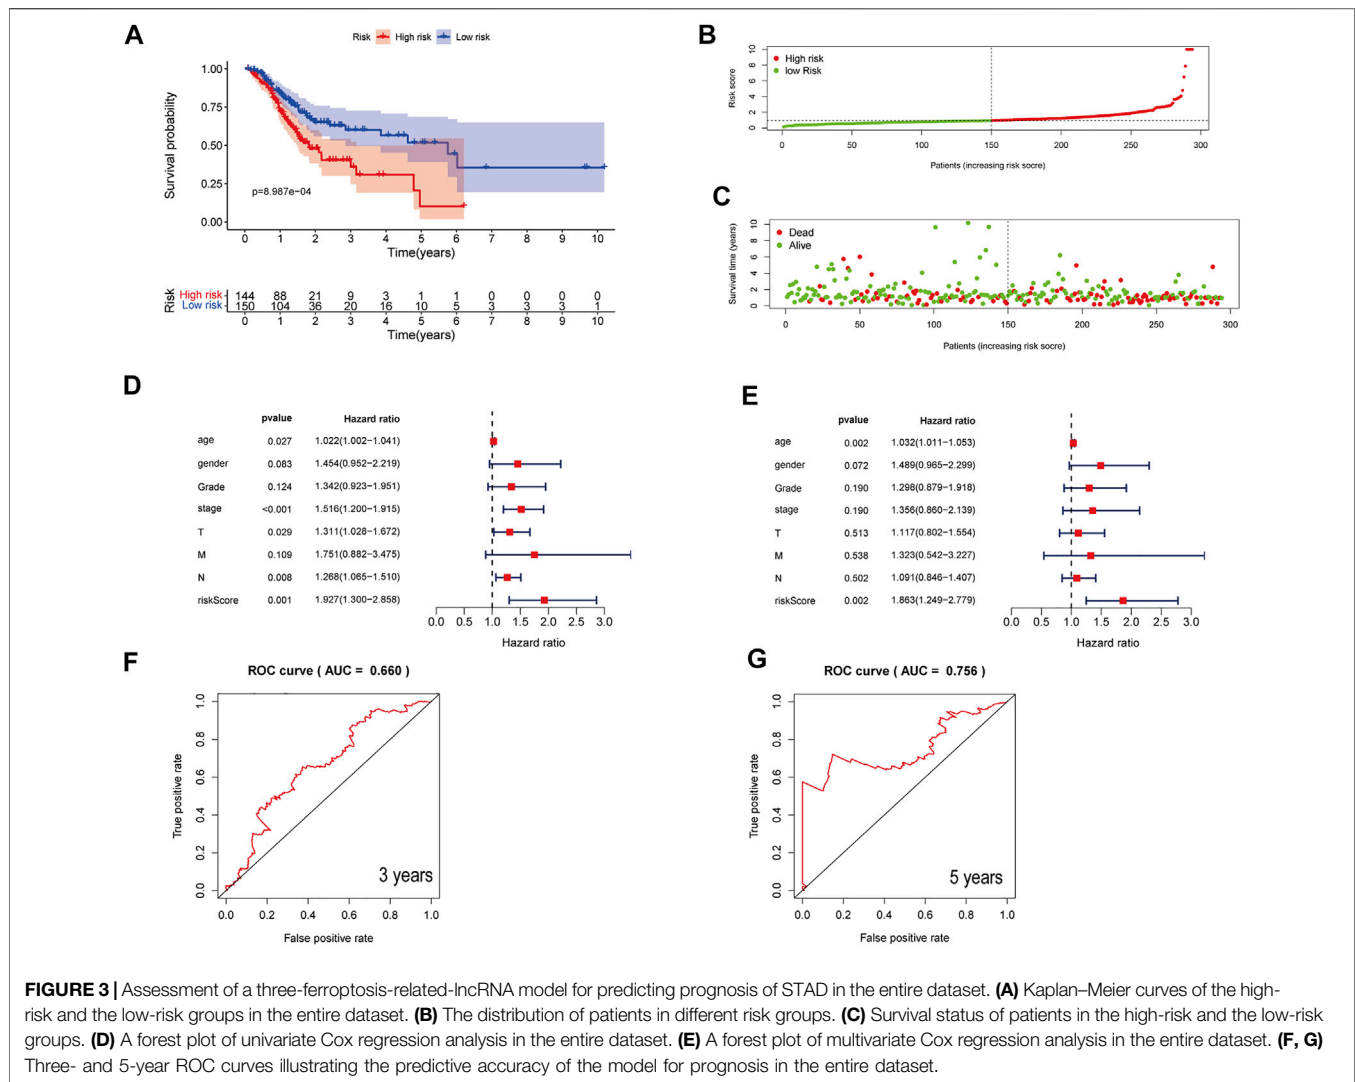 A
Risk High risk Low risk
Survival probability
1.00
0.75
0.50
0.25
0.00
p=8.987e−04
0 1 2 3 4 5 6 7 8 9 10
Time(years)
Risk
High risk 144 88 21 9 3 1 1 0 0 0 0
Low risk 150 104 36 20 16 10 5 3 3 3 1
0 1 2 3 4 5 6 7 8 9 10
Time(years)
B
Risk score
10
8
6
4
2
0
High risk
low Risk
0 50 100 150 200 250 300
Patients (increasing risk socre)
C
Survival time (years)
10
8
6
4
2
0
Dead
Alive
0 50 100 150 200 250 300
Patients (increasing risk socre)
D
pvalue Hazard ratio
age 0.027 1.022(1.002−1.041)
gender 0.083 1.454(0.952−2.219)
Grade 0.124 1.342(0.923−1.951)
stage <0.001 1.516(1.200−1.915)
T 0.029 1.311(1.028−1.672)
M 0.109 1.751(0.882−3.475)
N 0.008 1.268(1.065−1.510)
riskScore 0.001 1.927(1.300−2.858)
0.0 0.5 1.0 1.5 2.0 2.5 3.0
Hazard ratio
E
pvalue Hazard ratio
age 0.002 1.032(1.011−1.053)
gender 0.072 1.489(0.965−2.299)
Grade 0.190 1.298(0.879−1.918)
stage 0.190 1.356(0.860−2.139)
T 0.513 1.117(0.802−1.554)
M 0.538 1.323(0.542−3.227)
N 0.502 1.091(0.846−1.407)
riskScore 0.002 1.863(1.249−2.779)
0.0 0.5 1.0 1.5 2.0 2.5 3.0
Hazard ratio
F
ROC curve ( AUC = 0.660 )
True positive rate
1.0
0.8
0.6
0.4
0.2
0.0
3 years
0.0 0.2 0.4 0.6 0.8 1.0
False positive rate
G
ROC curve ( AUC = 0.756 )
True positive rate
1.0
0.8
0.6
0.4
0.2
0.0
5 years
0.0 0.2 0.4 0.6 0.8 1.0
False positive rate
FIGURE 3 | Assessment of a three-ferroptosis-related-lncRNA model for predicting prognosis of STAD in the entire dataset. (A) Kaplan–Meier curves of the high-
risk and the low-risk groups in the entire dataset. (B) The distribution of patients in different risk groups. (C) Survival status of patients in the high-risk and the low-risk
groups. (D) A forest plot of univariate Cox regression analysis in the entire dataset. (E) A forest plot of multivariate Cox regression analysis in the entire dataset. (F, G)
Three- and 5-year ROC curves illustrating the predictive accuracy of the model for prognosis in the entire dataset.